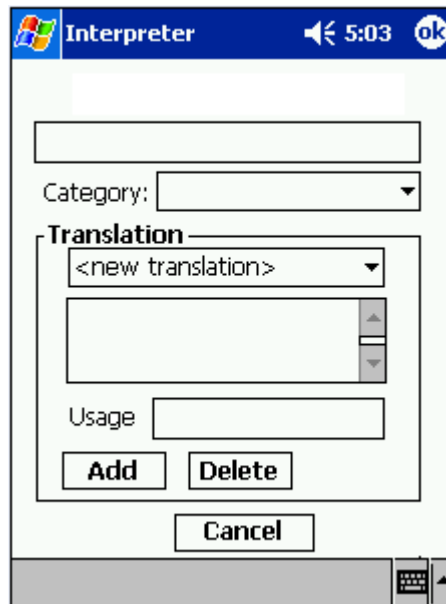 Interpreter 5:03 ok
Category:
Translation
<new translation>
Usage
Add Delete
Cancel